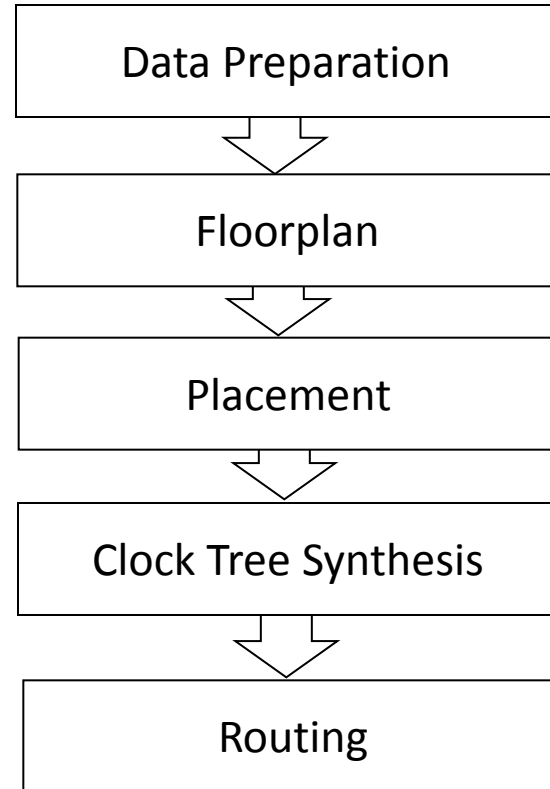 Data Preparation
Floorplan
Placement
Clock Tree Synthesis
Routing